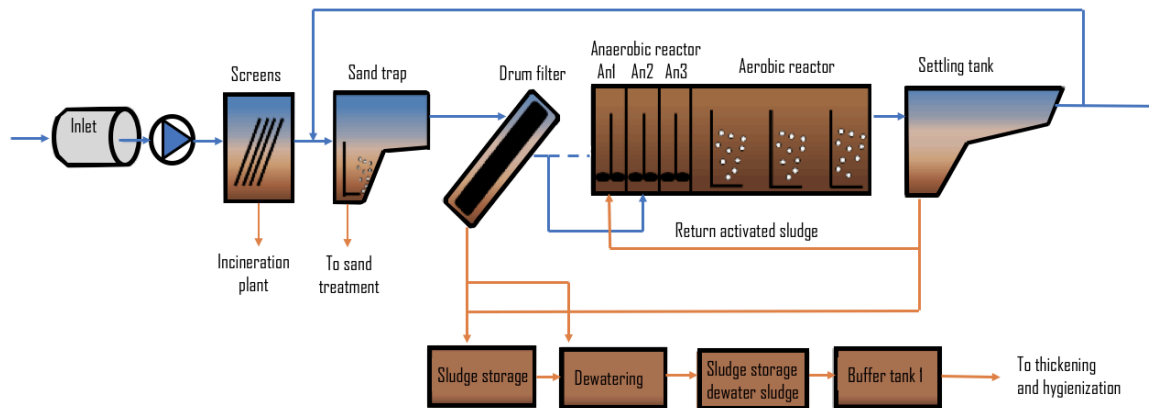 Anaerobic reactor
Screens
Sand trap
Drum filter
An1
An2
An3
Aerobic reactor
Settling tank
Inlet
Return activated sludge
Incineration
plant
To sand
treatment
Sludge storage
Dewatering
Sludge storage
dewater sludge
Buffer tank 1
To thickening
and hygienization